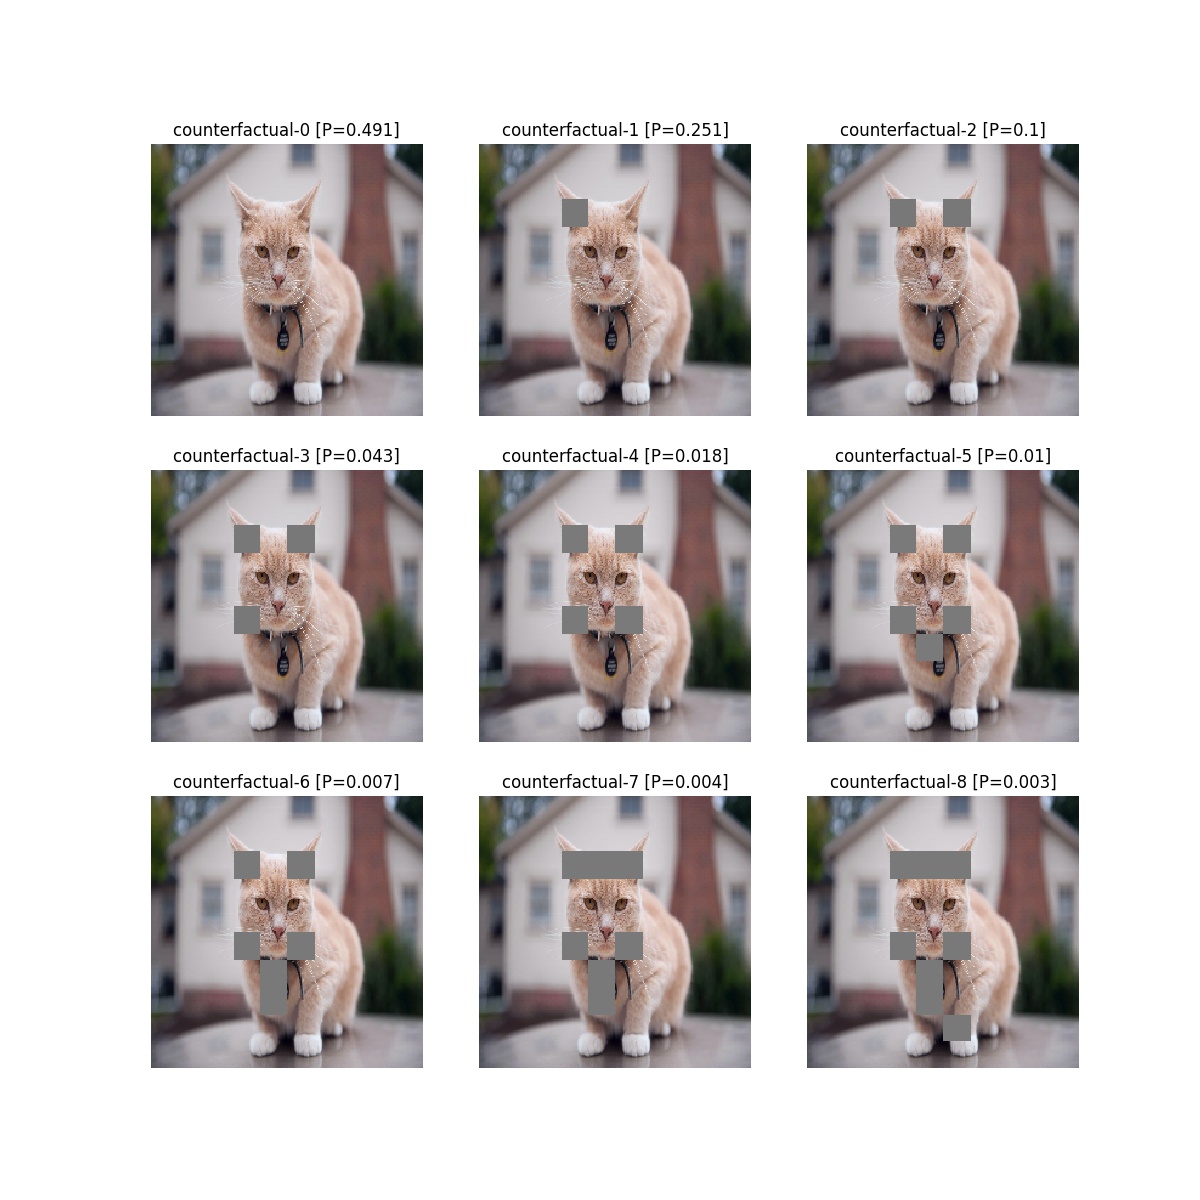 counterfactual-0 [P=0.491]
counterfactual-1 [P=0.251]
counterfactual-2 [P=0.1]
counterfactual-3 [P=0.043]
counterfactual-4 [P=0.018]
counterfactual-5 [P=0.01]
counterfactual-6 [P=0.007]
counterfactual-7 [P=0.004]
counterfactual-8 [P=0.003]